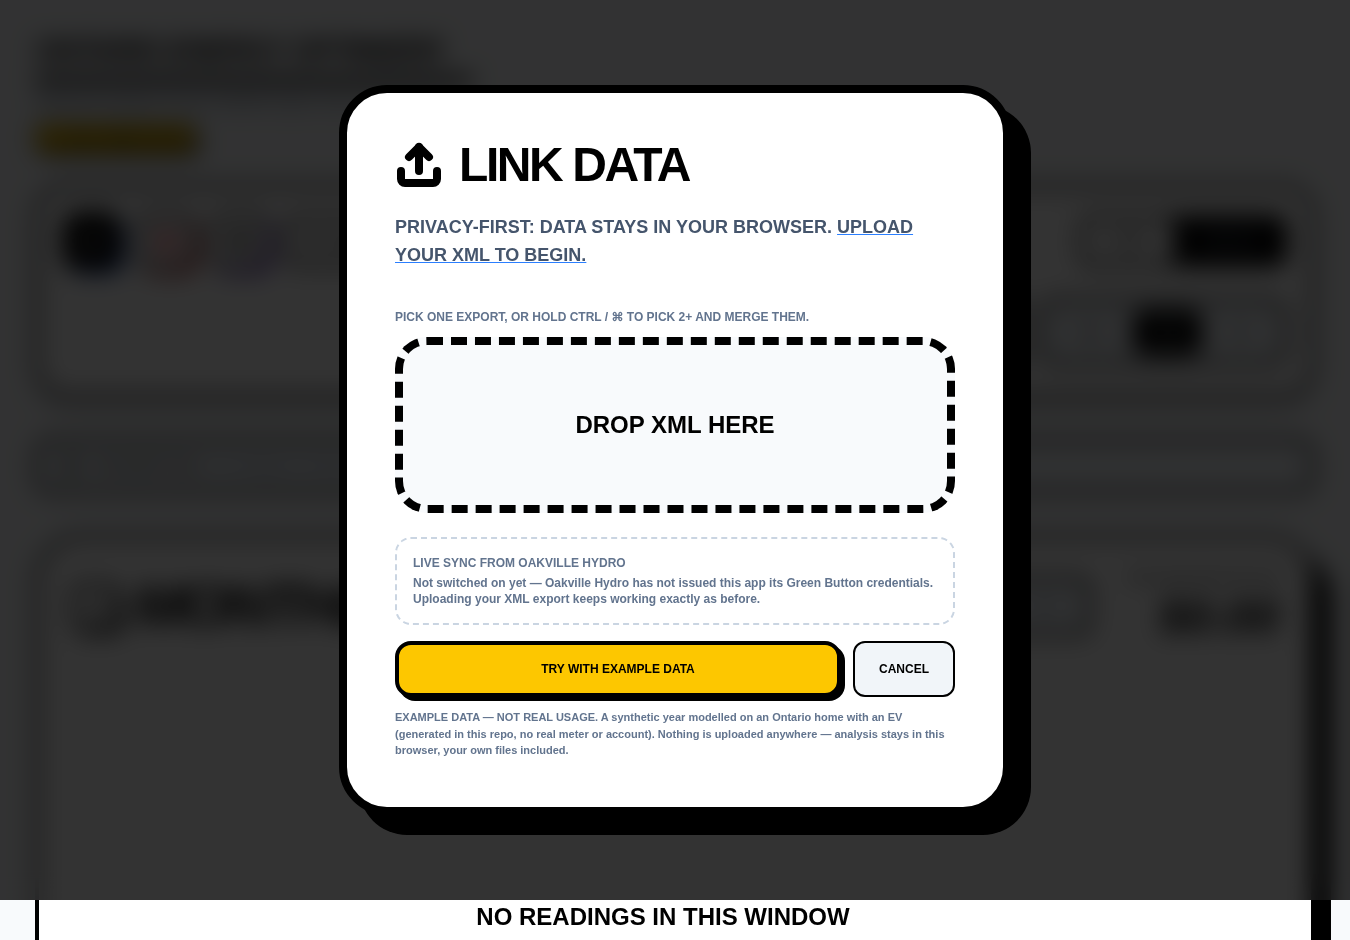 LINK DATA
PRIVACY-FIRST: DATA STAYS IN YOUR BROWSER. UPLOAD
YOUR XML TO BEGIN.
PICK ONE EXPORT, OR HOLD CTRL / ⌘ TO PICK 2+ AND MERGE THEM.
DROP XML HERE
LIVE SYNC FROM OAKVILLE HYDRO
Not switched on yet — Oakville Hydro has not issued this app its Green Button credentials.
Uploading your XML export keeps working exactly as before.
TRY WITH EXAMPLE DATA
CANCEL
EXAMPLE DATA — NOT REAL USAGE. A synthetic year modelled on an Ontario home with an EV
(generated in this repo, no real meter or account). Nothing is uploaded anywhere — analysis stays in this
browser, your own files included.
NO READINGS IN THIS WINDOW